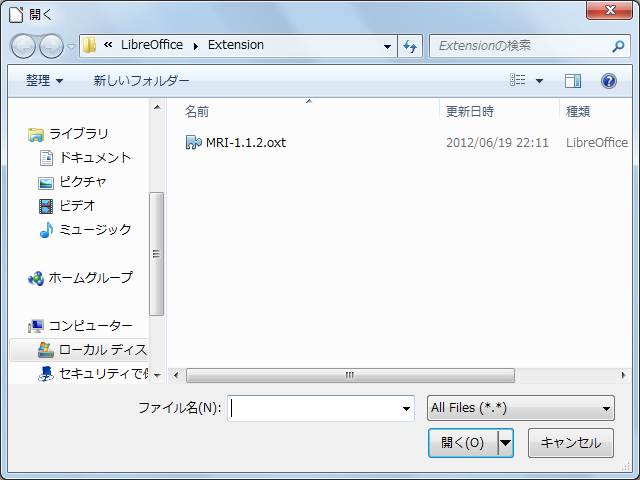 開く
« LibreOffice ▸ Extension
Extensionの検索
整理
新しいフォルダー
名前
更新日時
種類
ライブラリ
ドキュメント
ピクチャ
ビデオ
ミュージック
ホームグループ
コンピューター
ローカル ディス
セキュリティで
MRI-1.1.2.oxt
2012/06/19 22:11
LibreOffice
ファイル名(N):
All Files (*.*)
開く(O)
キャンセル